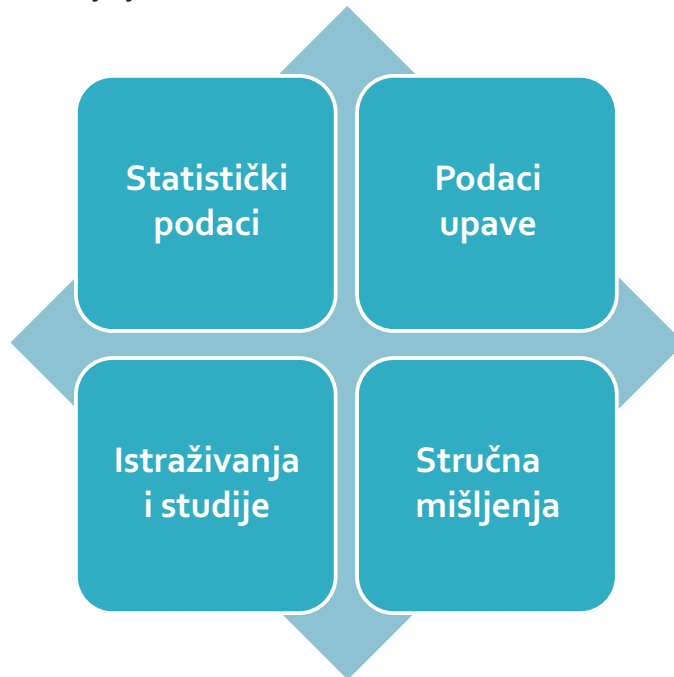 Statistički
podaci
Podaci
upave
Istraživanja
i studije
Stručna
mišljenja